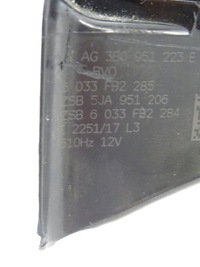 AG 3B0 951 223 E
033 FB2 285
ZSB 5JA 951 206
ZSB 6 033 FB2 284
2251/17 L3
510Hz 12V